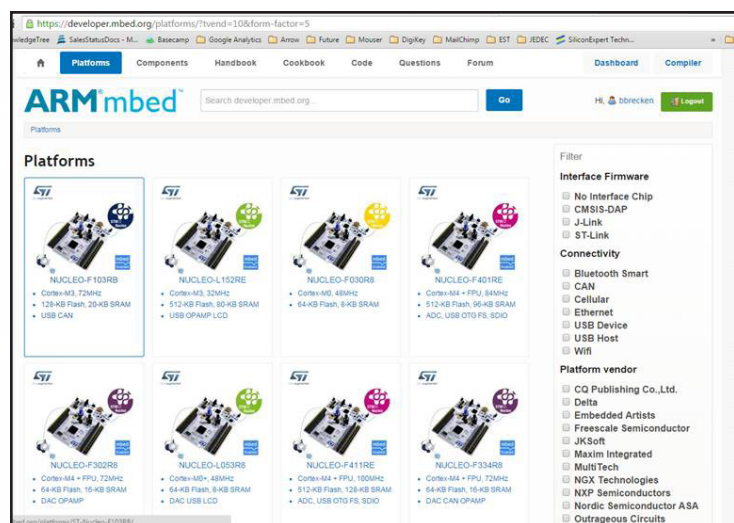 https://developer.mbed.org/platforms/?tvend=10&form-factor=5
wledgeTree SalesStatusDocs - M... Basecamp Google Analytics Arrow Future Mouser DigiKey MailChimp EST JEDEC SiliconExpert Techn... »
Platforms Components Handbook Cookbook Code Questions Forum Dashboard Compiler
ARM®mbed™ Search developer.mbed.org... Go Hi, bbrecken Logout
Platforms
Platforms
NUCLEO-F103RB
Cortex-M3, 72MHz
128-KB Flash, 20-KB SRAM
USB CAN
NUCLEO-L152RE
Cortex-M3, 32MHz
512-KB Flash, 80-KB SRAM
USB OPAMP LCD
NUCLEO-F030R8
Cortex-M0, 48MHz
64-KB Flash, 8-KB SRAM
NUCLEO-F401RE
Cortex-M4 + FPU, 84MHz
512-KB Flash, 96-KB SRAM
ADC, USB OTG FS, SDIO
NUCLEO-F302R8
Cortex-M4 + FPU, 72MHz
64-KB Flash, 16-KB SRAM
DAC OPAMP
NUCLEO-L053R8
Cortex-M0+, 48MHz
64-KB Flash, 8-KB SRAM
DAC USB LCD
NUCLEO-F411RE
Cortex-M4 + FPU, 100MHz
512-KB Flash, 128-KB SRAM
ADC, USB OTG FS, SDIO
NUCLEO-F334R8
Cortex-M4 + FPU, 72MHz
64-KB Flash, 16-KB SRAM
DAC CAN OPAMP
Filter
Interface Firmware
No Interface Chip
CMSIS-DAP
J-Link
ST-Link
Connectivity
Bluetooth Smart
CAN
Cellular
Ethernet
USB Device
USB Host
Wifi
Platform vendor
CQ Publishing Co.,Ltd.
Delta
Embedded Artists
Freescale Semiconductor
JKSoft
Maxim Integrated
MultiTech
NGX Technologies
NXP Semiconductors
Nordic Semiconductor ASA
Outrageous Circuits